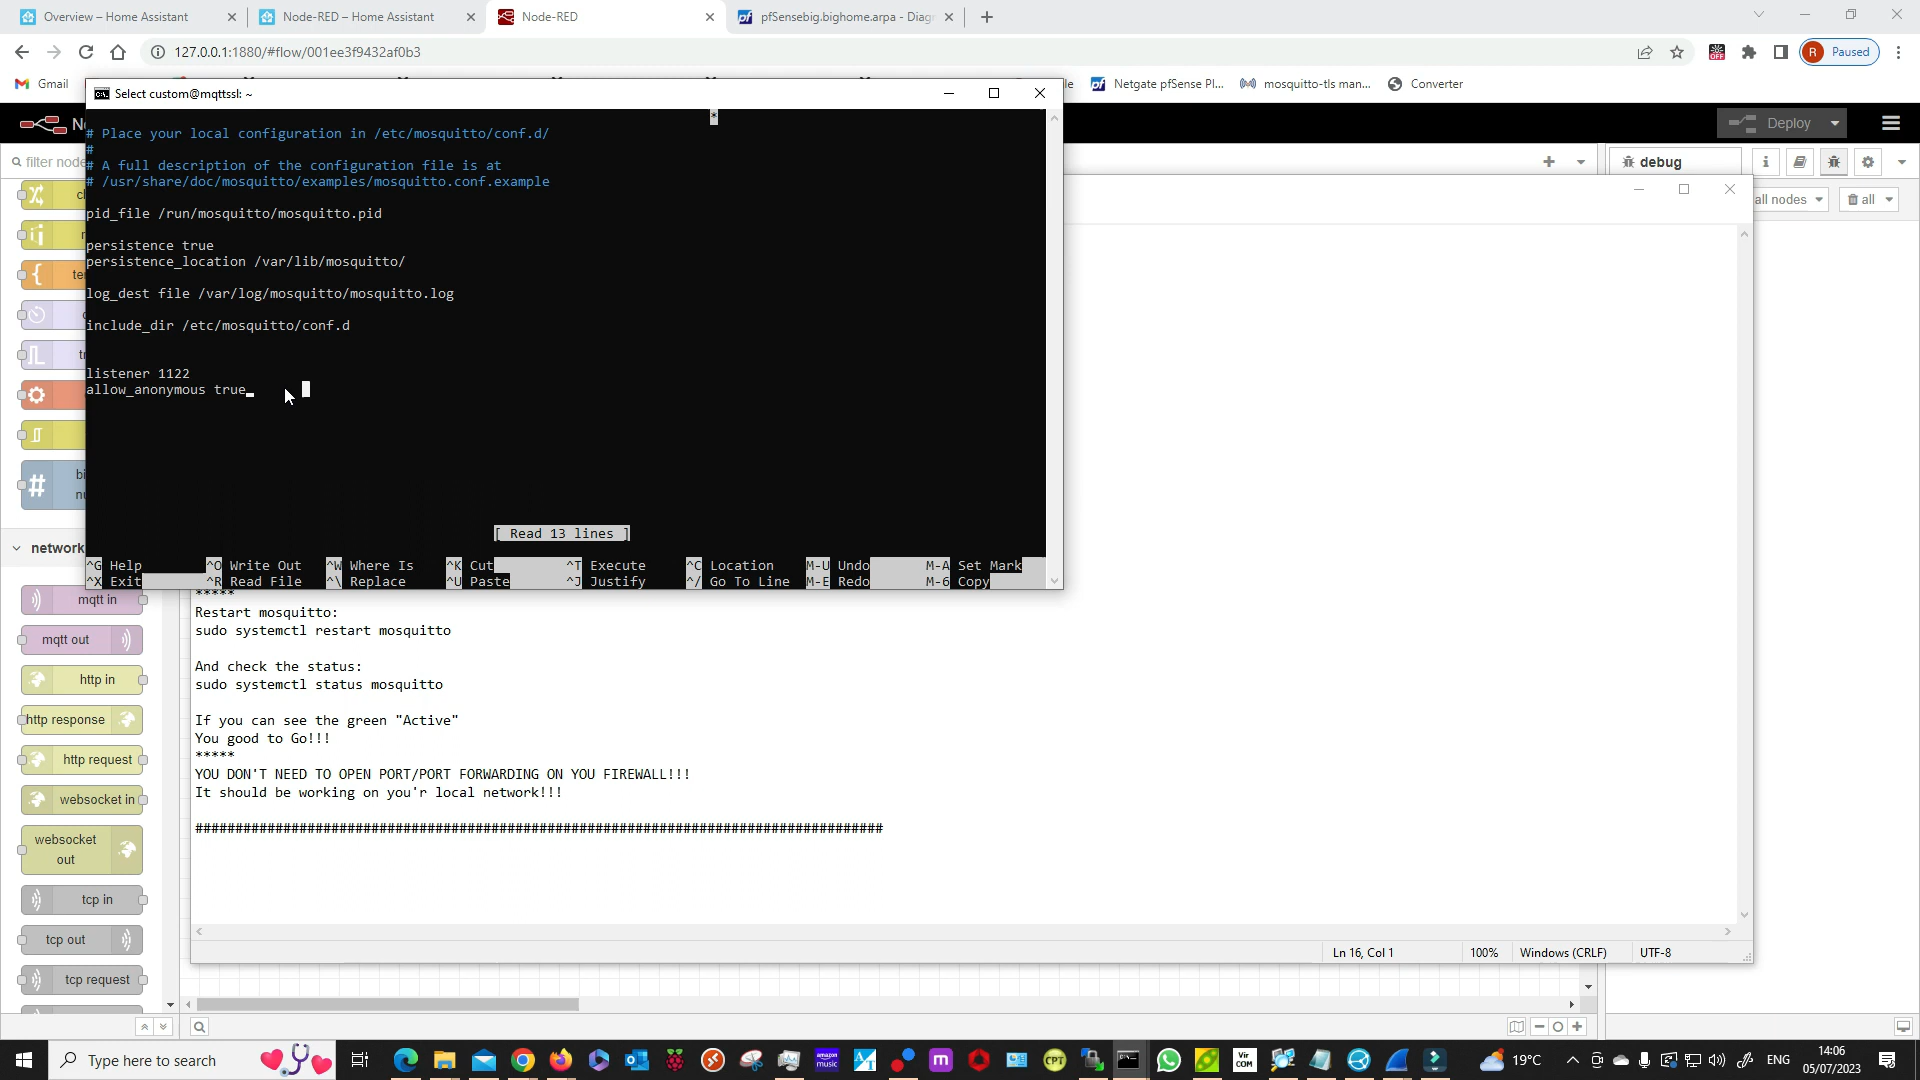 Overview – Home Assistant
Node-RED – Home Assistant
Node-RED
pfSensebig.bighome.arpa - Diag
127.0.0.1:1880/#flow/001ee3f9432af0b3
R Paused
Gmail
Netgate pfSense Pl...
mosquitto-tls man...
Converter
Select custom@mqttssl: ~
Deploy
filter node
debug
all nodes
all
*
# Place your local configuration in /etc/mosquitto/conf.d/
#
# A full description of the configuration file is at
# /usr/share/doc/mosquitto/examples/mosquitto.conf.example
pid_file /run/mosquitto/mosquitto.pid
persistence true
persistence_location /var/lib/mosquitto/
log_dest file /var/log/mosquitto/mosquitto.log
include_dir /etc/mosquitto/conf.d
listener 1122
allow_anonymous true
[ Read 13 lines ]
^G Help ^O Write Out ^W Where Is ^K Cut ^T Execute ^C Location M-U Undo M-A Set Mark
^X Exit ^R Read File ^\ Replace ^U Paste ^J Justify ^/ Go To Line M-E Redo M-6 Copy
network
mqtt in
mqtt out
http in
http response
http request
websocket in
websocket
out
tcp in
tcp out
tcp request
*****
Restart mosquitto:
sudo systemctl restart mosquitto
And check the status:
sudo systemctl status mosquitto
If you can see the green "Active"
You good to Go!!!
*****
YOU DON'T NEED TO OPEN PORT/PORT FORWARDING ON YOU FIREWALL!!!
It should be working on you'r local network!!!
######################################################################################
Ln 16, Col 1
100%
Windows (CRLF)
UTF-8
Type here to search
19°C
ENG
14:06
05/07/2023